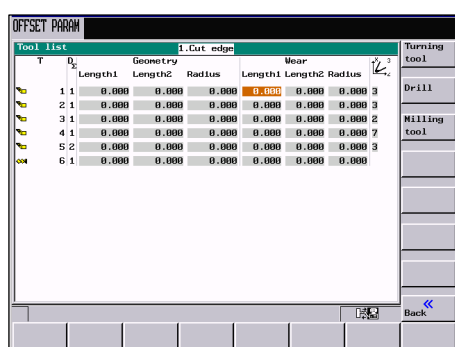 OFFSET PARAM
Tool list 1.Cut edge
T D Σ Geometry Wear X 3 Z
Length1 Length2 Radius Length1 Length2 Radius
1 1 0.000 0.000 0.000 0.000 0.000 0.000 3
2 1 0.000 0.000 0.000 0.000 0.000 0.000 3
3 1 0.000 0.000 0.000 0.000 0.000 0.000 2
4 1 0.000 0.000 0.000 0.000 0.000 0.000 7
5 2 0.000 0.000 0.000 0.000 0.000 0.000 3
6 1 0.000 0.000 0.000 0.000 0.000 0.000
Turning
tool
Drill
Milling
tool
Back